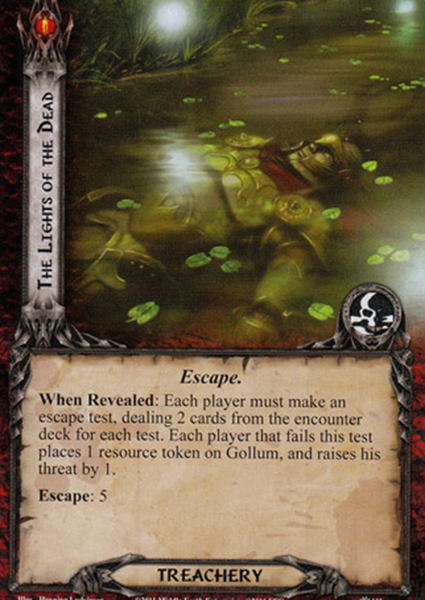 THE LIGHTS OF THE DEAD
Escape.
When Revealed: Each player must make an
escape test, dealing 2 cards from the encounter
deck for each test. Each player that fails this test
places 1 resource token on Gollum, and raises his
threat by 1.
Escape: 5
TREACHERY